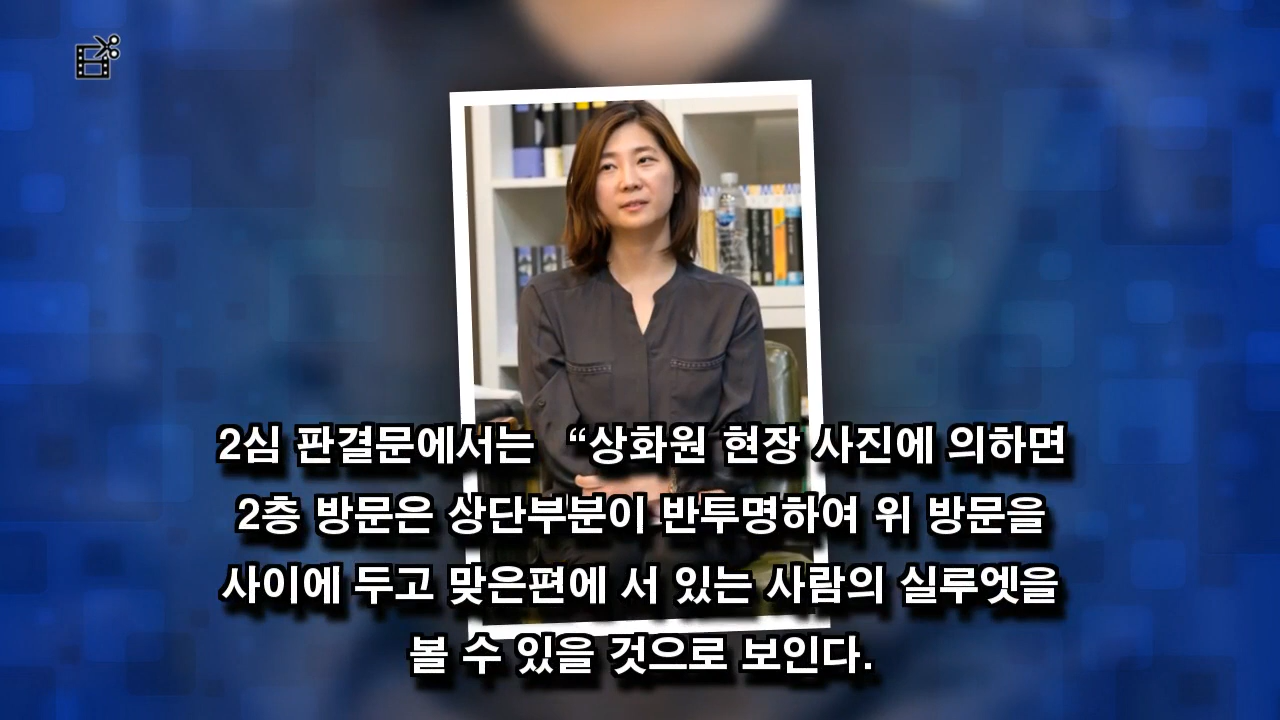 2심 판결문에서는 “상화원 현장 사진에 의하면
2층 방문은 상단부분이 반투명하여 위 방문을
사이에 두고 맞은편에 서 있는 사람의 실루엣을
볼 수 있을 것으로 보인다.